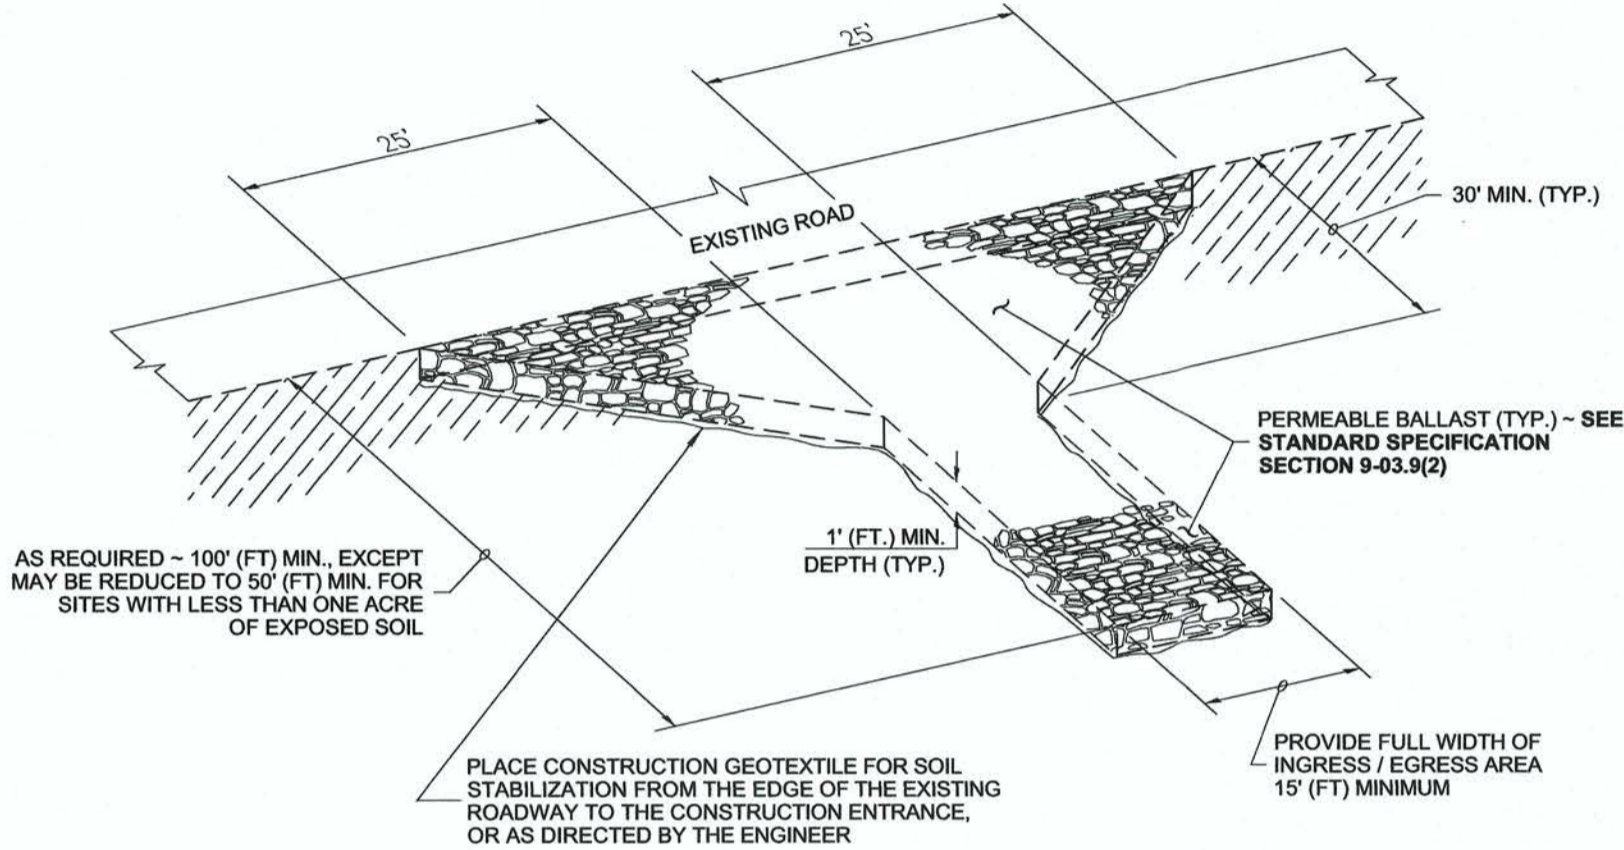 25'
25'
EXISTING ROAD
30' MIN. (TYP.)
PERMEABLE BALLAST (TYP.) ~ SEE
STANDARD SPECIFICATION
SECTION 9-03.9(2)
1' (FT.) MIN.
DEPTH (TYP.)
AS REQUIRED ~ 100' (FT) MIN., EXCEPT
MAY BE REDUCED TO 50' (FT) MIN. FOR
SITES WITH LESS THAN ONE ACRE
OF EXPOSED SOIL
PLACE CONSTRUCTION GEOTEXTILE FOR SOIL
STABILIZATION FROM THE EDGE OF THE EXISTING
ROADWAY TO THE CONSTRUCTION ENTRANCE,
OR AS DIRECTED BY THE ENGINEER
PROVIDE FULL WIDTH OF
INGRESS / EGRESS AREA
15' (FT) MINIMUM